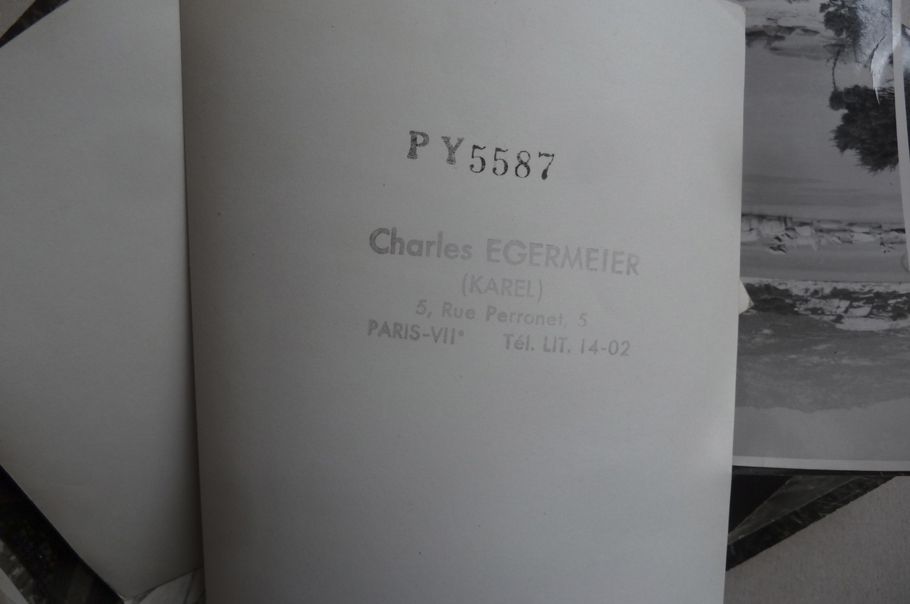 PY5587
Charles EGERMEIER
(KAREL)
5, Rue Perronet, 5
PARIS-VII° Tél. LIT. 14-02